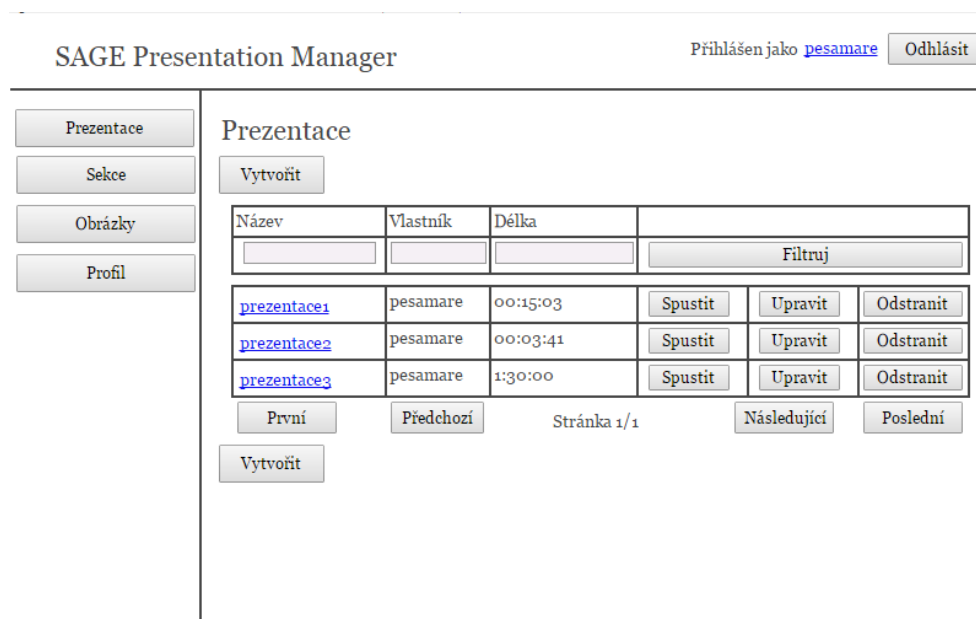 SAGE Presentation Manager
Přihlášen jako pesamare Odhlásit
Prezentace
Sekce
Obrázky
Profil
Prezentace
Vytvořit
Název Vlastník Délka
Filtruj
prezentace1 pesamare 00:15:03 Spustit Upravit Odstranit
prezentace2 pesamare 00:03:41 Spustit Upravit Odstranit
prezentace3 pesamare 1:30:00 Spustit Upravit Odstranit
První Předchozí Stránka 1/1 Následující Poslední
Vytvořit